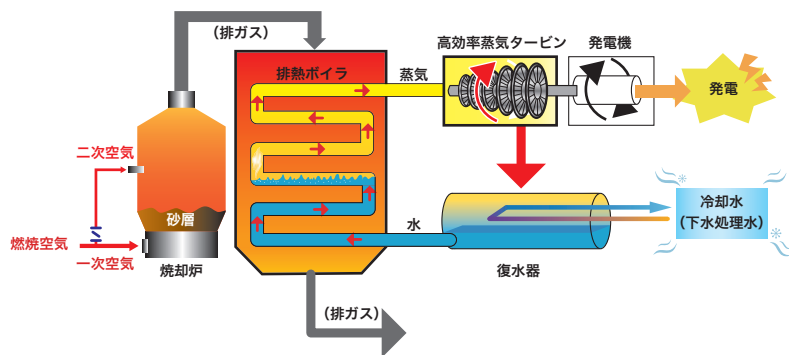 (排ガス)
高効率蒸気タービン
発電機
排熱ボイラ
蒸気
発電
二次空気
砂層
冷却水
(下水処理水)
水
燃焼空気
一次空気
焼却炉
復水器
(排ガス)